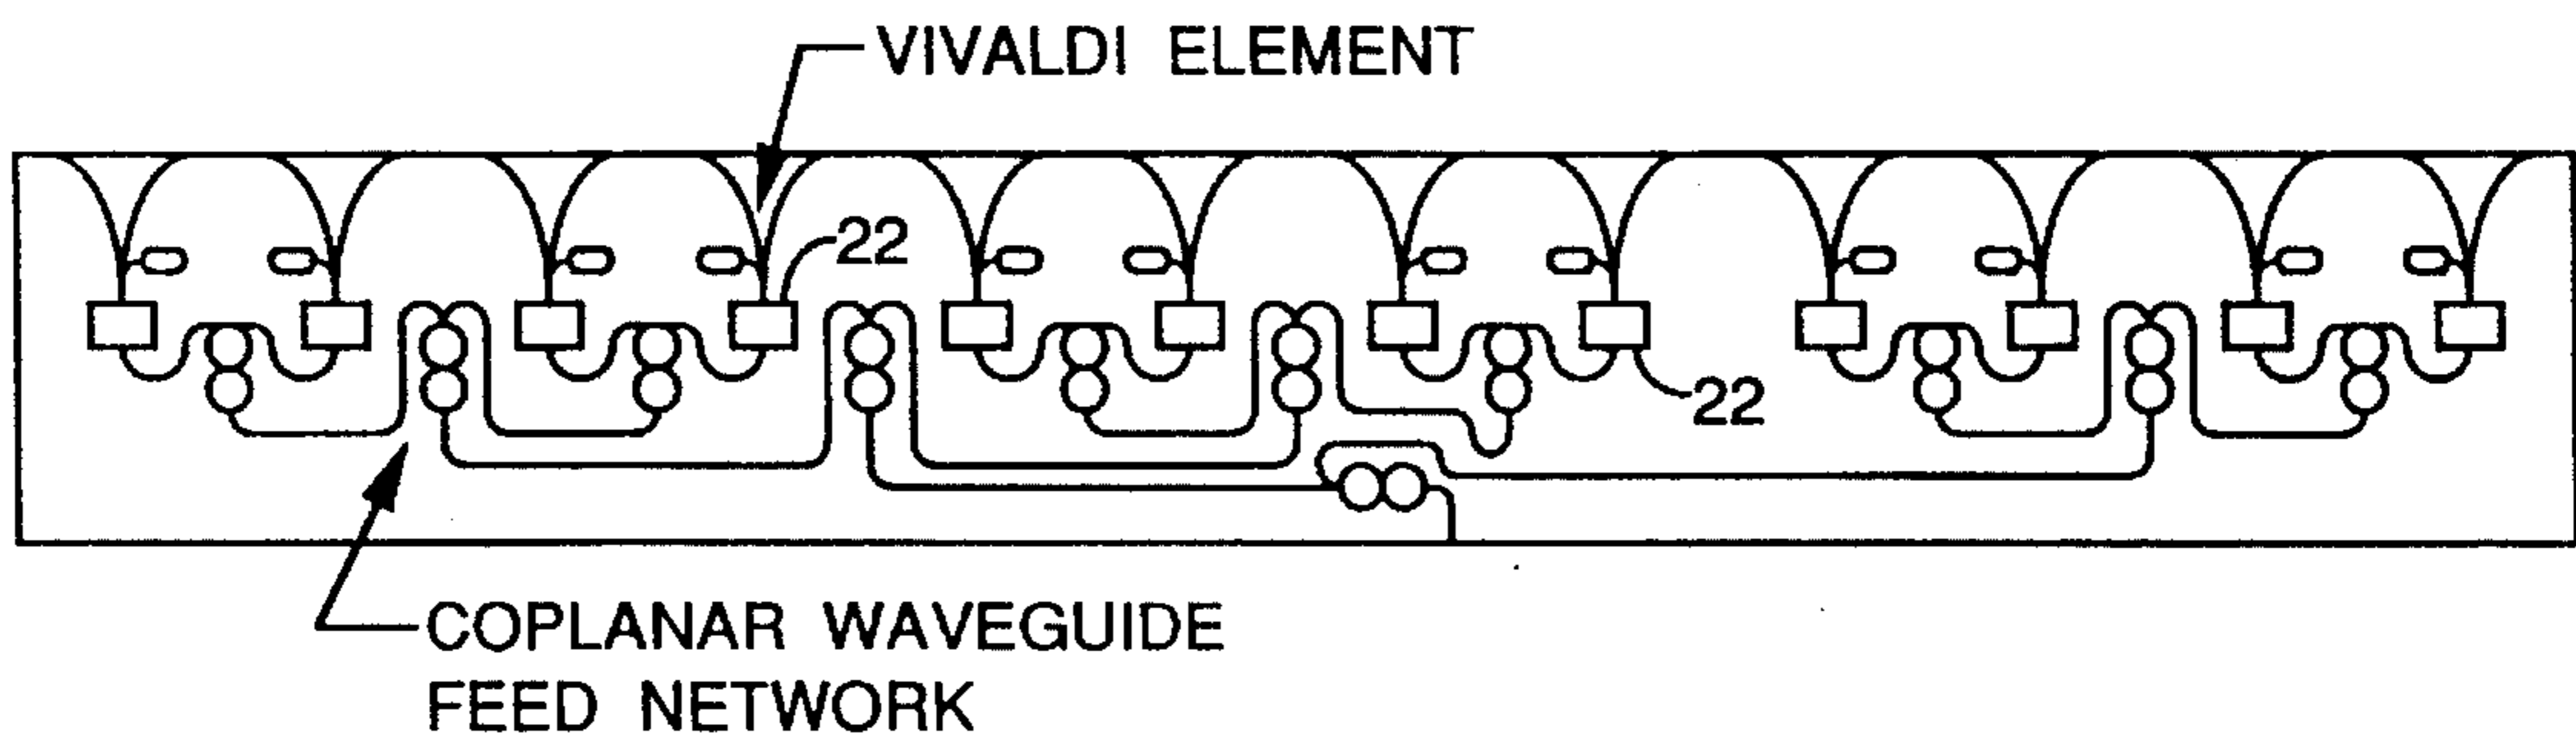 VIVALDI ELEMENT
22
22
COPLANAR WAVEGUIDE
FEED NETWORK